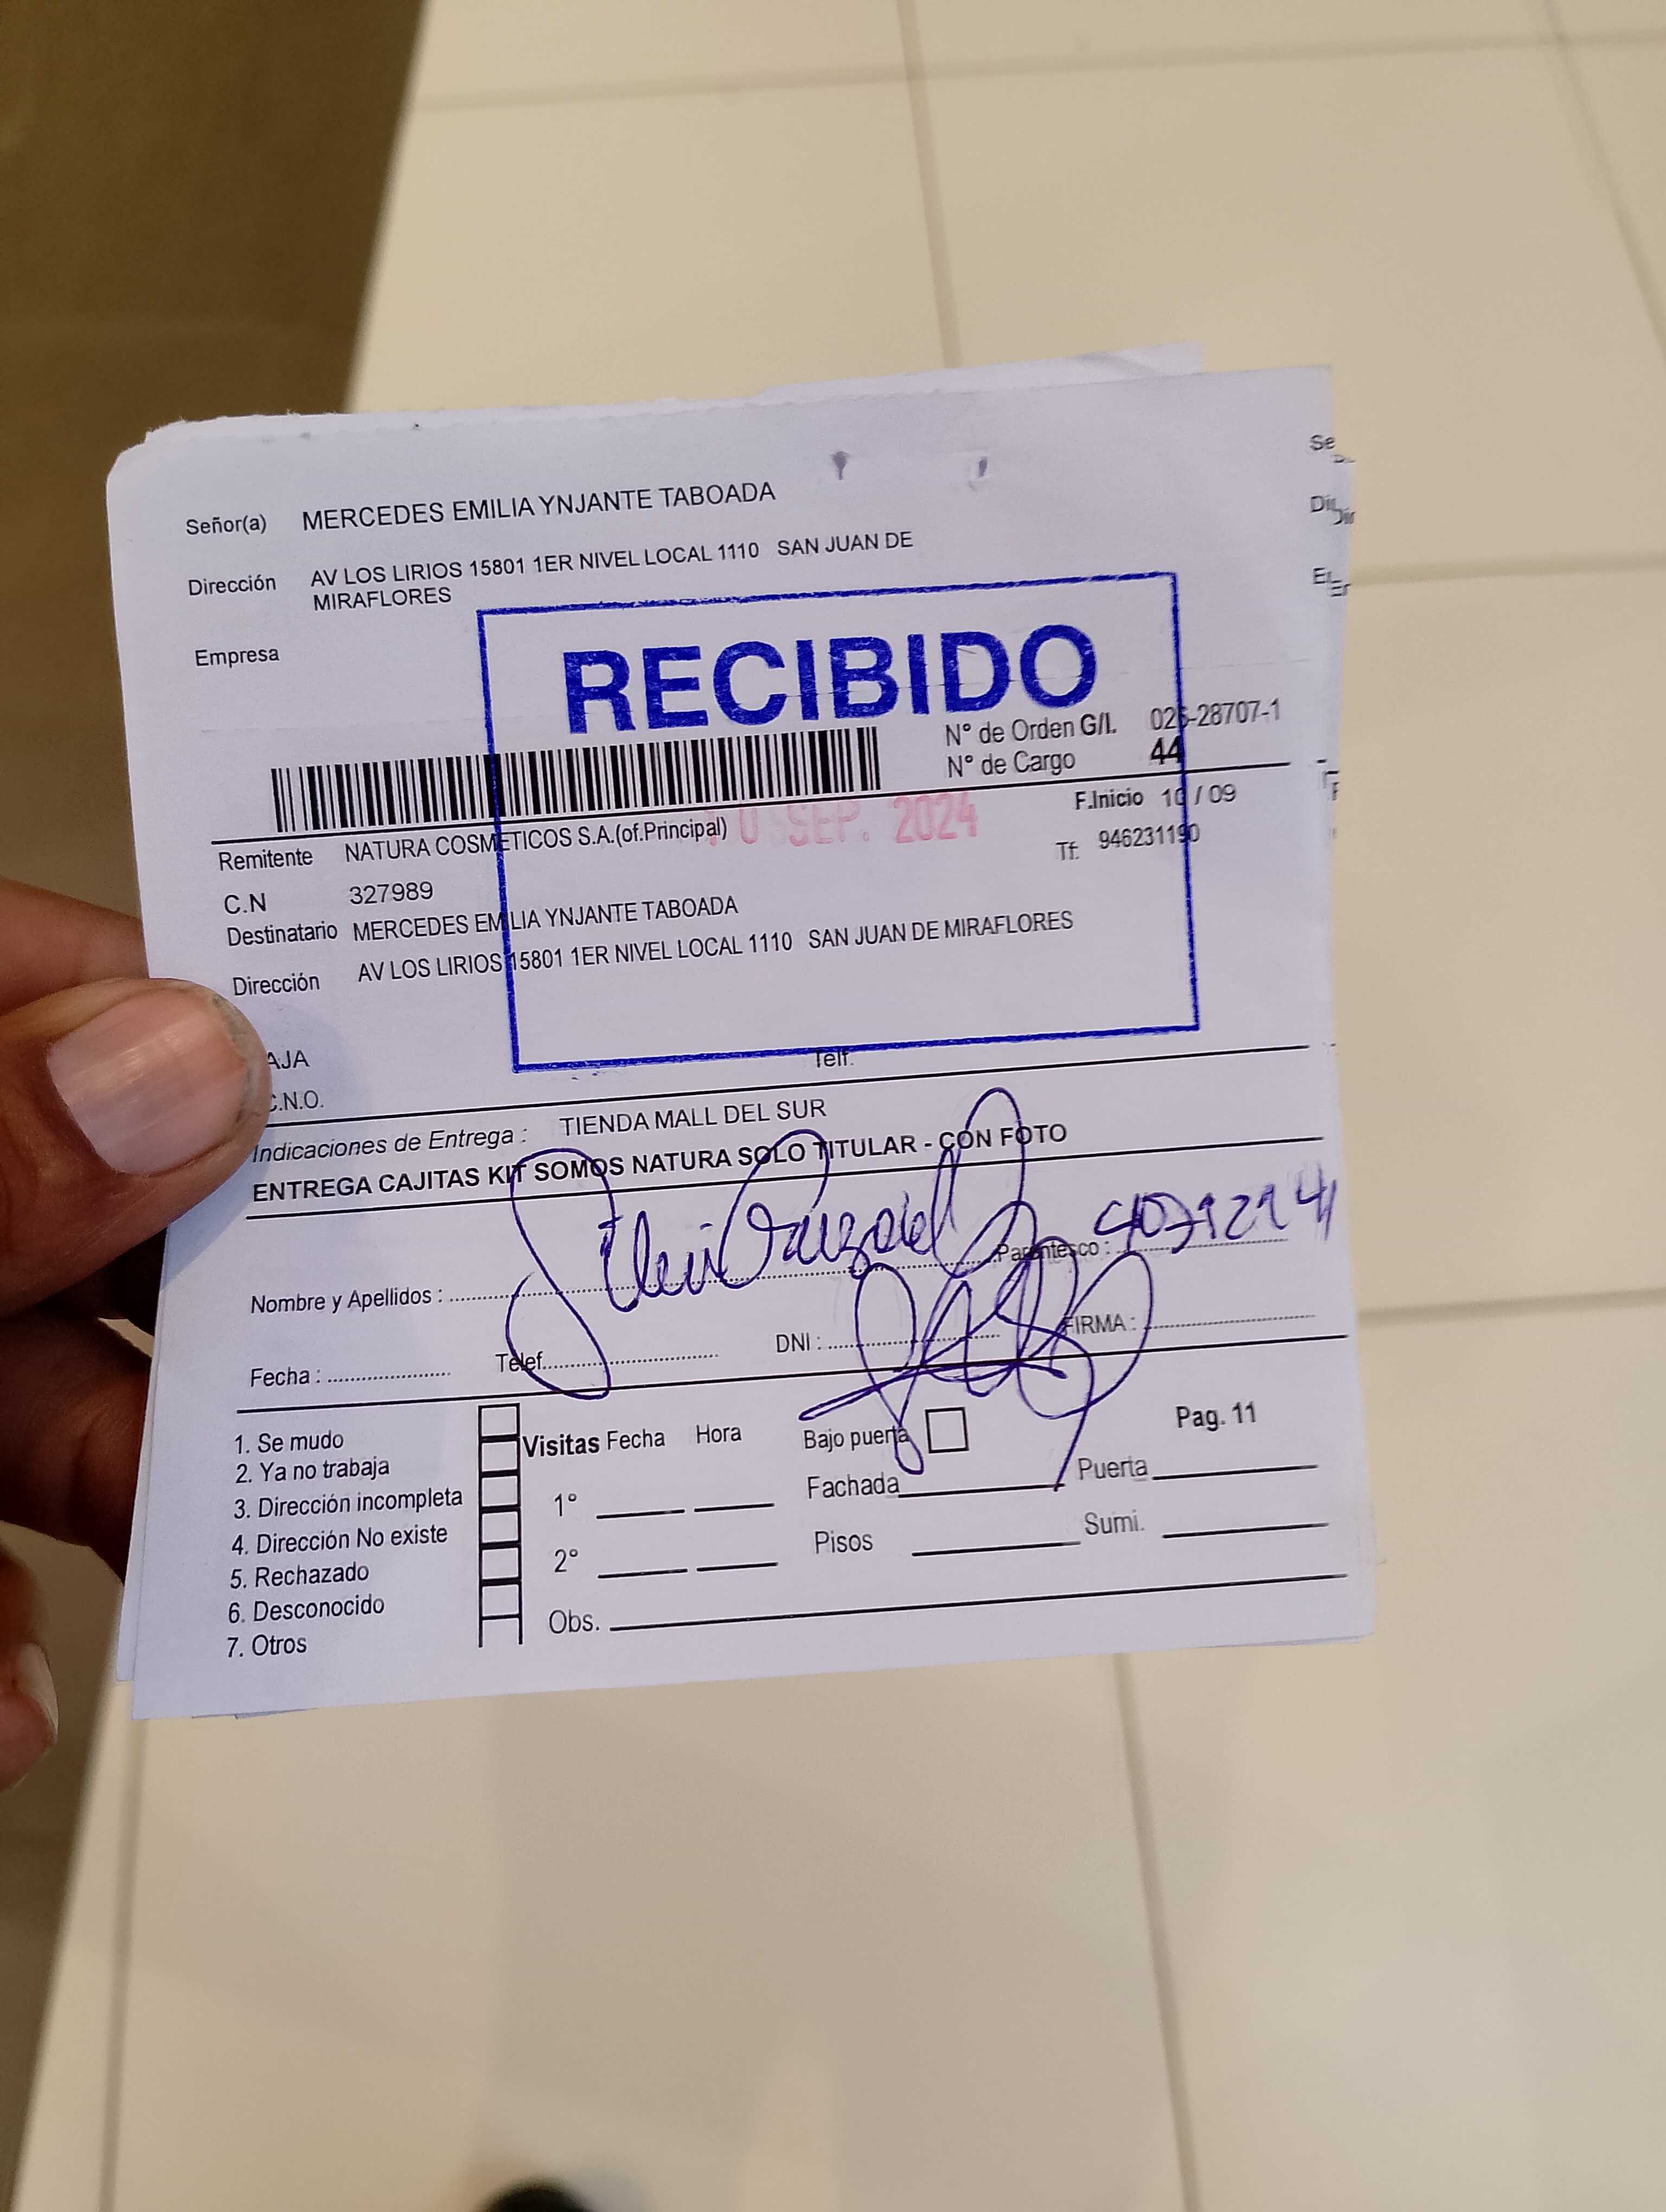 Señor(a) MERCEDES EMILIA YNJANTE TABOADA
Dirección AV LOS LIRIOS 15801 1ER NIVEL LOCAL 1110 SAN JUAN DE
MIRAFLORES
Empresa
RECIBIDO
N° de Orden G/I. 026-28707-1
N° de Cargo 44
F.Inicio 10 / 09
0 SEP. 2024
Remitente NATURA COSMETICOS S.A.(of.Principal)
Tf: 946231190
C.N 327989
Destinatario MERCEDES EMILIA YNJANTE TABOADA
Dirección AV LOS LIRIOS 15801 1ER NIVEL LOCAL 1110 SAN JUAN DE MIRAFLORES
AJA
C.N.O.
Telf.
Indicaciones de Entrega : TIENDA MALL DEL SUR
ENTREGA CAJITAS KIT SOMOS NATURA SOLO TITULAR - CON FOTO
Nombre y Apellidos : Parentesco :
Fecha : Telef. DNI : FIRMA :
1. Se mudo
2. Ya no trabaja
3. Dirección incompleta
4. Dirección No existe
5. Rechazado
6. Desconocido
7. Otros
Visitas Fecha Hora
1°
2°
Obs.
Bajo puerta
Pag. 11
Fachada Puerta
Pisos Sumi.